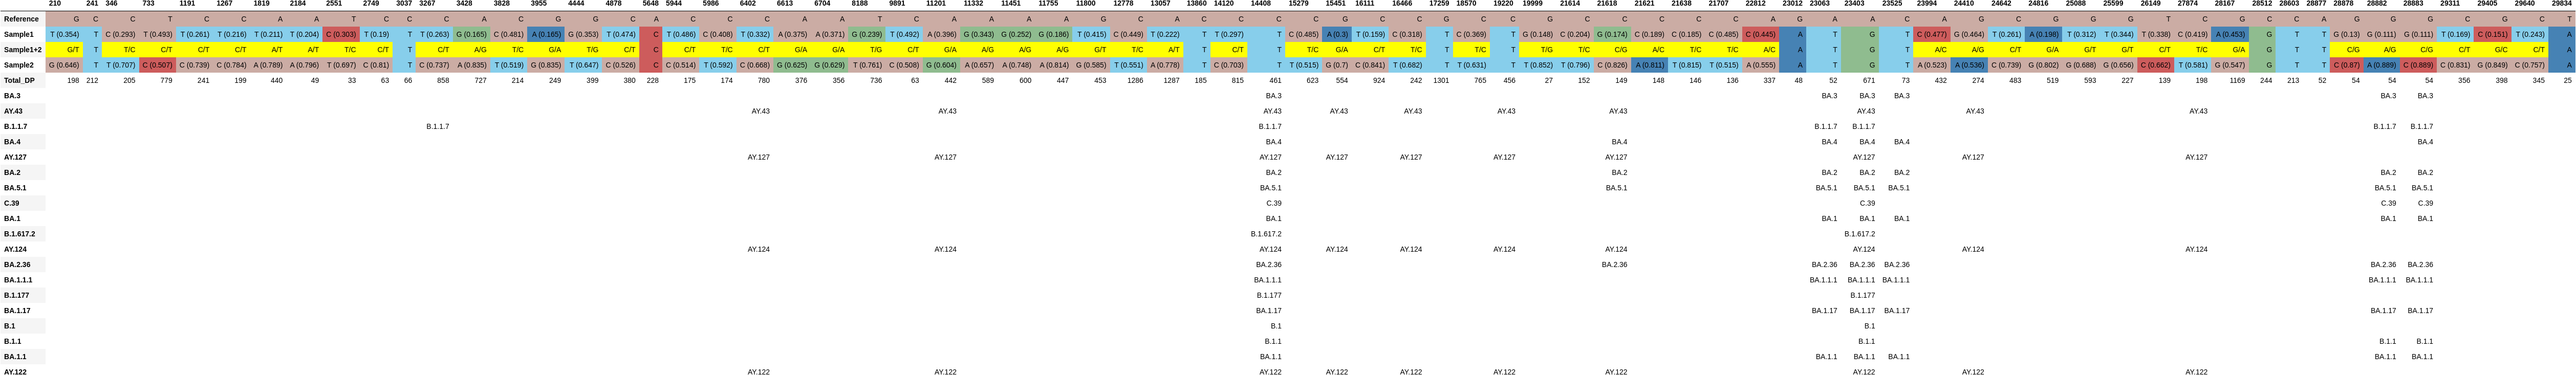 210 241 346 733 1191 1267 1819 2184 2551 2749 3037 3267 3428 3828 3955 4444 4878 5648 5944 5986 6402 6463 6704 8188 9891 11201 11332 11451 11755 11800 12778 13057 13860 14120 14408 15279 15451 16111 16466 17259 18570 19220 19999 21614 21618 21621 21638 21707 22812 23012 23063 23403 23525 23994 24410 24642 24816 25088 25599 26149 27874 28167 28512 28603 28877 28878 28882 28883 29311 29405 29640 29834
Reference G C C T C C A A T C C C A C G G C A C C C A A T C A A A A G C A C C C C G C C G C C G C C C C C C G A A C A G C G G G T C G C C A G G G C G C T
Sample1 T (0.354) T C (0.293) T (0.493) T (0.261) T (0.216) T (0.211) T (0.204) C (0.303) T (0.19) T T (0.263) G (0.165) C (0.481) A (0.165) G (0.353) T (0.474) C T (0.486) C (0.408) T (0.332) A (0.375) A (0.371) G (0.239) T (0.492) A (0.396) G (0.343) G (0.252) G (0.186) T (0.415) C (0.449) T (0.222) T T (0.297) T C (0.485) A (0.3) T (0.159) C (0.318) T C (0.369) T G (0.148) C (0.204) G (0.174) C (0.189) C (0.185) C (0.485) C (0.445) A T G T C (0.477) G (0.464) T (0.261) A (0.198) T (0.312) T (0.344) T (0.338) C (0.419) A (0.453) G T T G (0.13) G (0.111) G (0.111) T (0.169) C (0.151) T (0.243) A
Sample1+2 G/T T T/C C/T C/T C/T A/T A/T T/C C/T T C/T A/G T/C G/A T/G C/T C C/T T/C C/T G/A G/A T/G C/T G/A A/G A/G A/G G/T T/C A/T T C/T T T/C G/A C/T T/C T T/C T T/G T/C C/G A/C T/C T/C A/C A T G T A/C A/G C/T G/A G/T G/T C/T T/C G/A G T T C/G A/G C/G C/T G/C C/T A
Sample2 G (0.646) T T (0.707) C (0.507) C (0.739) C (0.784) A (0.789) A (0.796) T (0.697) C (0.81) T C (0.737) A (0.835) T (0.519) G (0.835) T (0.647) C (0.526) C C (0.514) T (0.592) C (0.668) G (0.625) G (0.629) T (0.761) C (0.508) G (0.604) A (0.657) A (0.748) A (0.814) G (0.585) T (0.551) A (0.778) T C (0.703) T T (0.515) G (0.7) C (0.841) T (0.682) T T (0.631) T T (0.852) T (0.796) C (0.826) A (0.811) T (0.815) T (0.515) A (0.555) A T G T A (0.523) A (0.536) C (0.739) G (0.802) G (0.688) G (0.656) C (0.662) T (0.581) G (0.547) G T T C (0.87) A (0.889) C (0.889) C (0.831) G (0.849) C (0.757) A
Total_DP 198 212 205 779 241 199 440 49 33 63 66 858 727 214 249 399 380 228 175 174 780 376 356 736 63 442 589 600 447 453 1286 1287 185 815 461 623 554 924 242 1301 765 456 27 152 149 148 146 138 337 48 52 671 73 432 274 483 519 593 227 139 198 1169 244 213 52 54 54 54 356 398 345 25
BA.3 BA.3 BA.3 BA.3 BA.3 BA.3 BA.3
AY.43 AY.43 AY.43 AY.43 AY.43 AY.43 AY.43 AY.43 AY.43 AY.43 AY.43
B.1.1.7 B.1.1.7 B.1.1.7 B.1.1.7 B.1.1.7 B.1.1.7 B.1.1.7
BA.4 BA.4 BA.4 BA.4 BA.4 BA.4 BA.4
AY.127 AY.127 AY.127 AY.127 AY.127 AY.127 AY.127 AY.127 AY.127 AY.127 AY.127
BA.2 BA.2 BA.2 BA.2 BA.2 BA.2 BA.2 BA.2
BA.5.1 BA.5.1 BA.5.1 BA.5.1 BA.5.1 BA.5.1 BA.5.1 BA.5.1
C.39 C.39 C.39 C.39 C.39
BA.1 BA.1 BA.1 BA.1 BA.1 BA.1 BA.1
B.1.617.2 B.1.617.2 B.1.617.2
AY.124 AY.124 AY.124 AY.124 AY.124 AY.124 AY.124 AY.124 AY.124 AY.124 AY.124
BA.2.36 BA.2.36 BA.2.36 BA.2.36 BA.2.36 BA.2.36 BA.2.36 BA.2.36
BA.1.1.1 BA.1.1.1 BA.1.1.1 BA.1.1.1 BA.1.1.1 BA.1.1.1 BA.1.1.1
B.1.177 B.1.177 B.1.177
BA.1.17 BA.1.17 BA.1.17 BA.1.17 BA.1.17 BA.1.17 BA.1.17
B.1 B.1 B.1
B.1.1 B.1.1 B.1.1 B.1.1 B.1.1
BA.1.1 BA.1.1 BA.1.1 BA.1.1 BA.1.1 BA.1.1 BA.1.1
AY.122 AY.122 AY.122 AY.122 AY.122 AY.122 AY.122 AY.122 AY.122 AY.122 AY.122